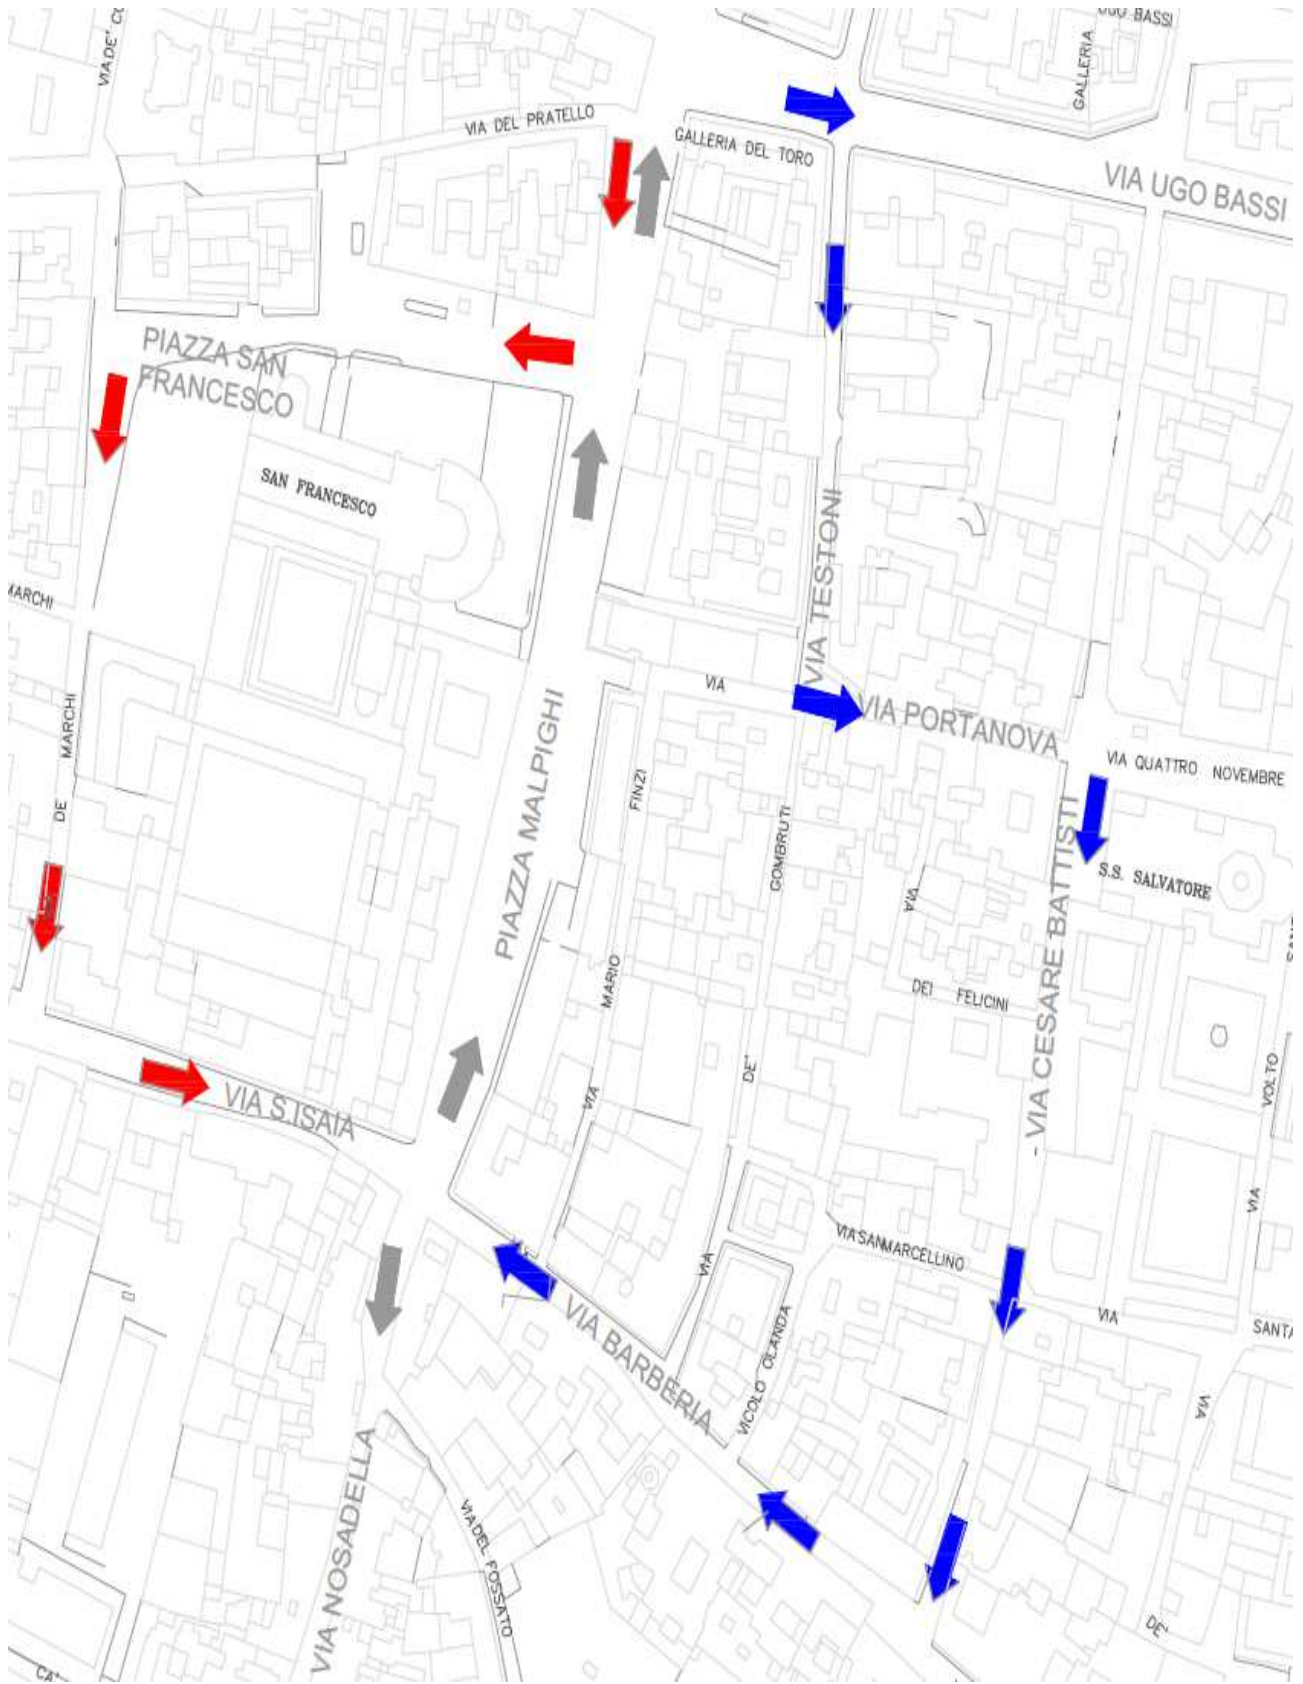 UGO BASSI
VIA DE' CO
GALLERIA
VIA DEL PRATELLO
GALLERIA DEL TORO
VIA UGO BASSI
PIAZZA SAN
FRANCESCO
SAN FRANCESCO
VIA TESTONI
MARCHI
VIA
VIA PORTANOVA
DE' MARCHI
PIAZZA MALPIGHI
FINZI
VIA QUATTRO NOVEMBRE
GOMBRUTI
S.S. SALVATORE
VIA
- VIA CESARE BATTISTI
MARIO
DEI FELICINI
DE'
VOLTO
VIA S.ISAIA
VIA
VIA
VIA SAN MARCELLINO
VIA
VIA
SANTA
VIA BARBERIA
VICOLO OLANDA
VIA
VIA NOSADELLA
VIA DEL FOSSATO
DE'
CA'